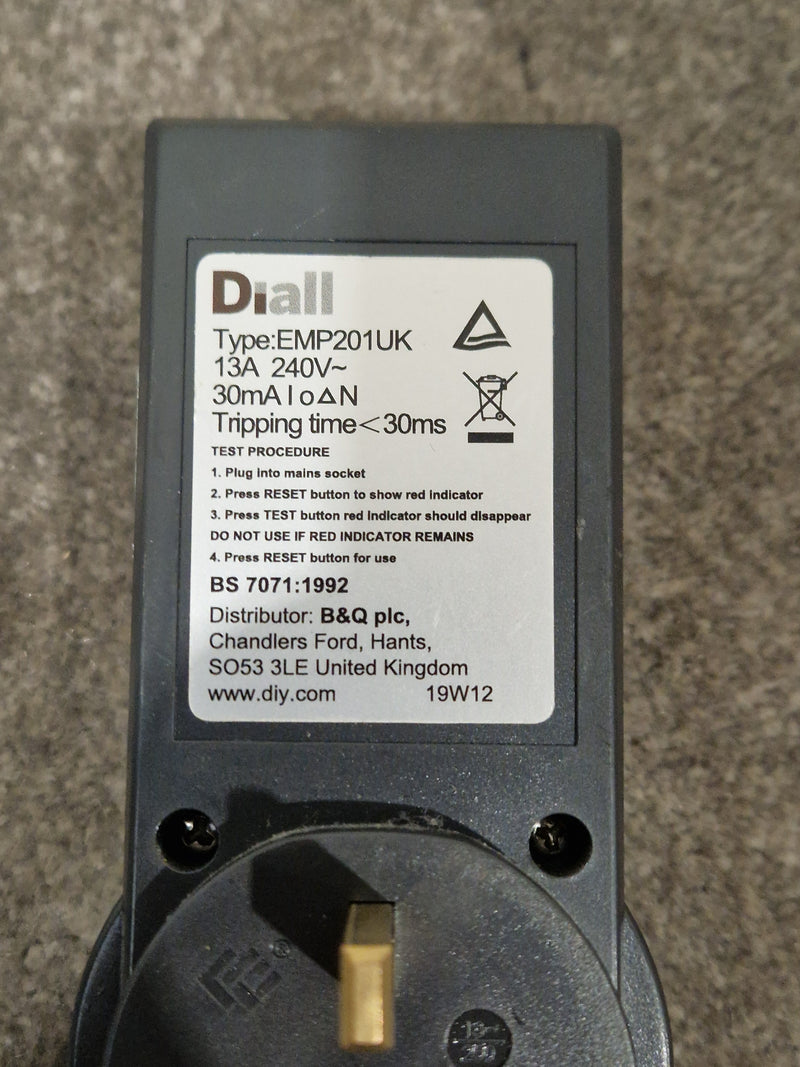 Diall
Type:EMP201UK
13A 240V~
30mA I o△N
Tripping time<30ms
TEST PROCEDURE
1. Plug into mains socket
2. Press RESET button to show red indicator
3. Press TEST button red indicator should disappear
DO NOT USE IF RED INDICATOR REMAINS
4. Press RESET button for use
BS 7071:1992
Distributor: B&Q plc,
Chandlers Ford, Hants,
SO53 3LE United Kingdom
www.diy.com 19W12
®